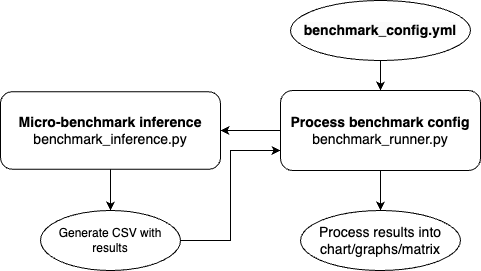 benchmark_config.yml
Micro-benchmark inference
benchmark_inference.py
Process benchmark config
benchmark_runner.py
Generate CSV with
results
Process results into
chart/graphs/matrix